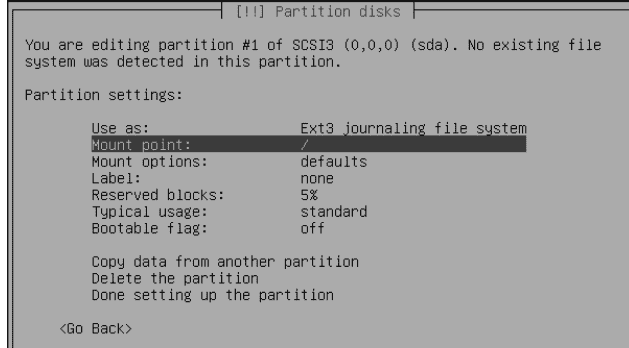 [!!] Partition disks
You are editing partition #1 of SCSI3 (0,0,0) (sda). No existing file
system was detected in this partition.
Partition settings:
Use as: Ext3 journaling file system
Mount point: /
Mount options: defaults
Label: none
Reserved blocks: 5%
Typical usage: standard
Bootable flag: off
Copy data from another partition
Delete the partition
Done setting up the partition
<Go Back>